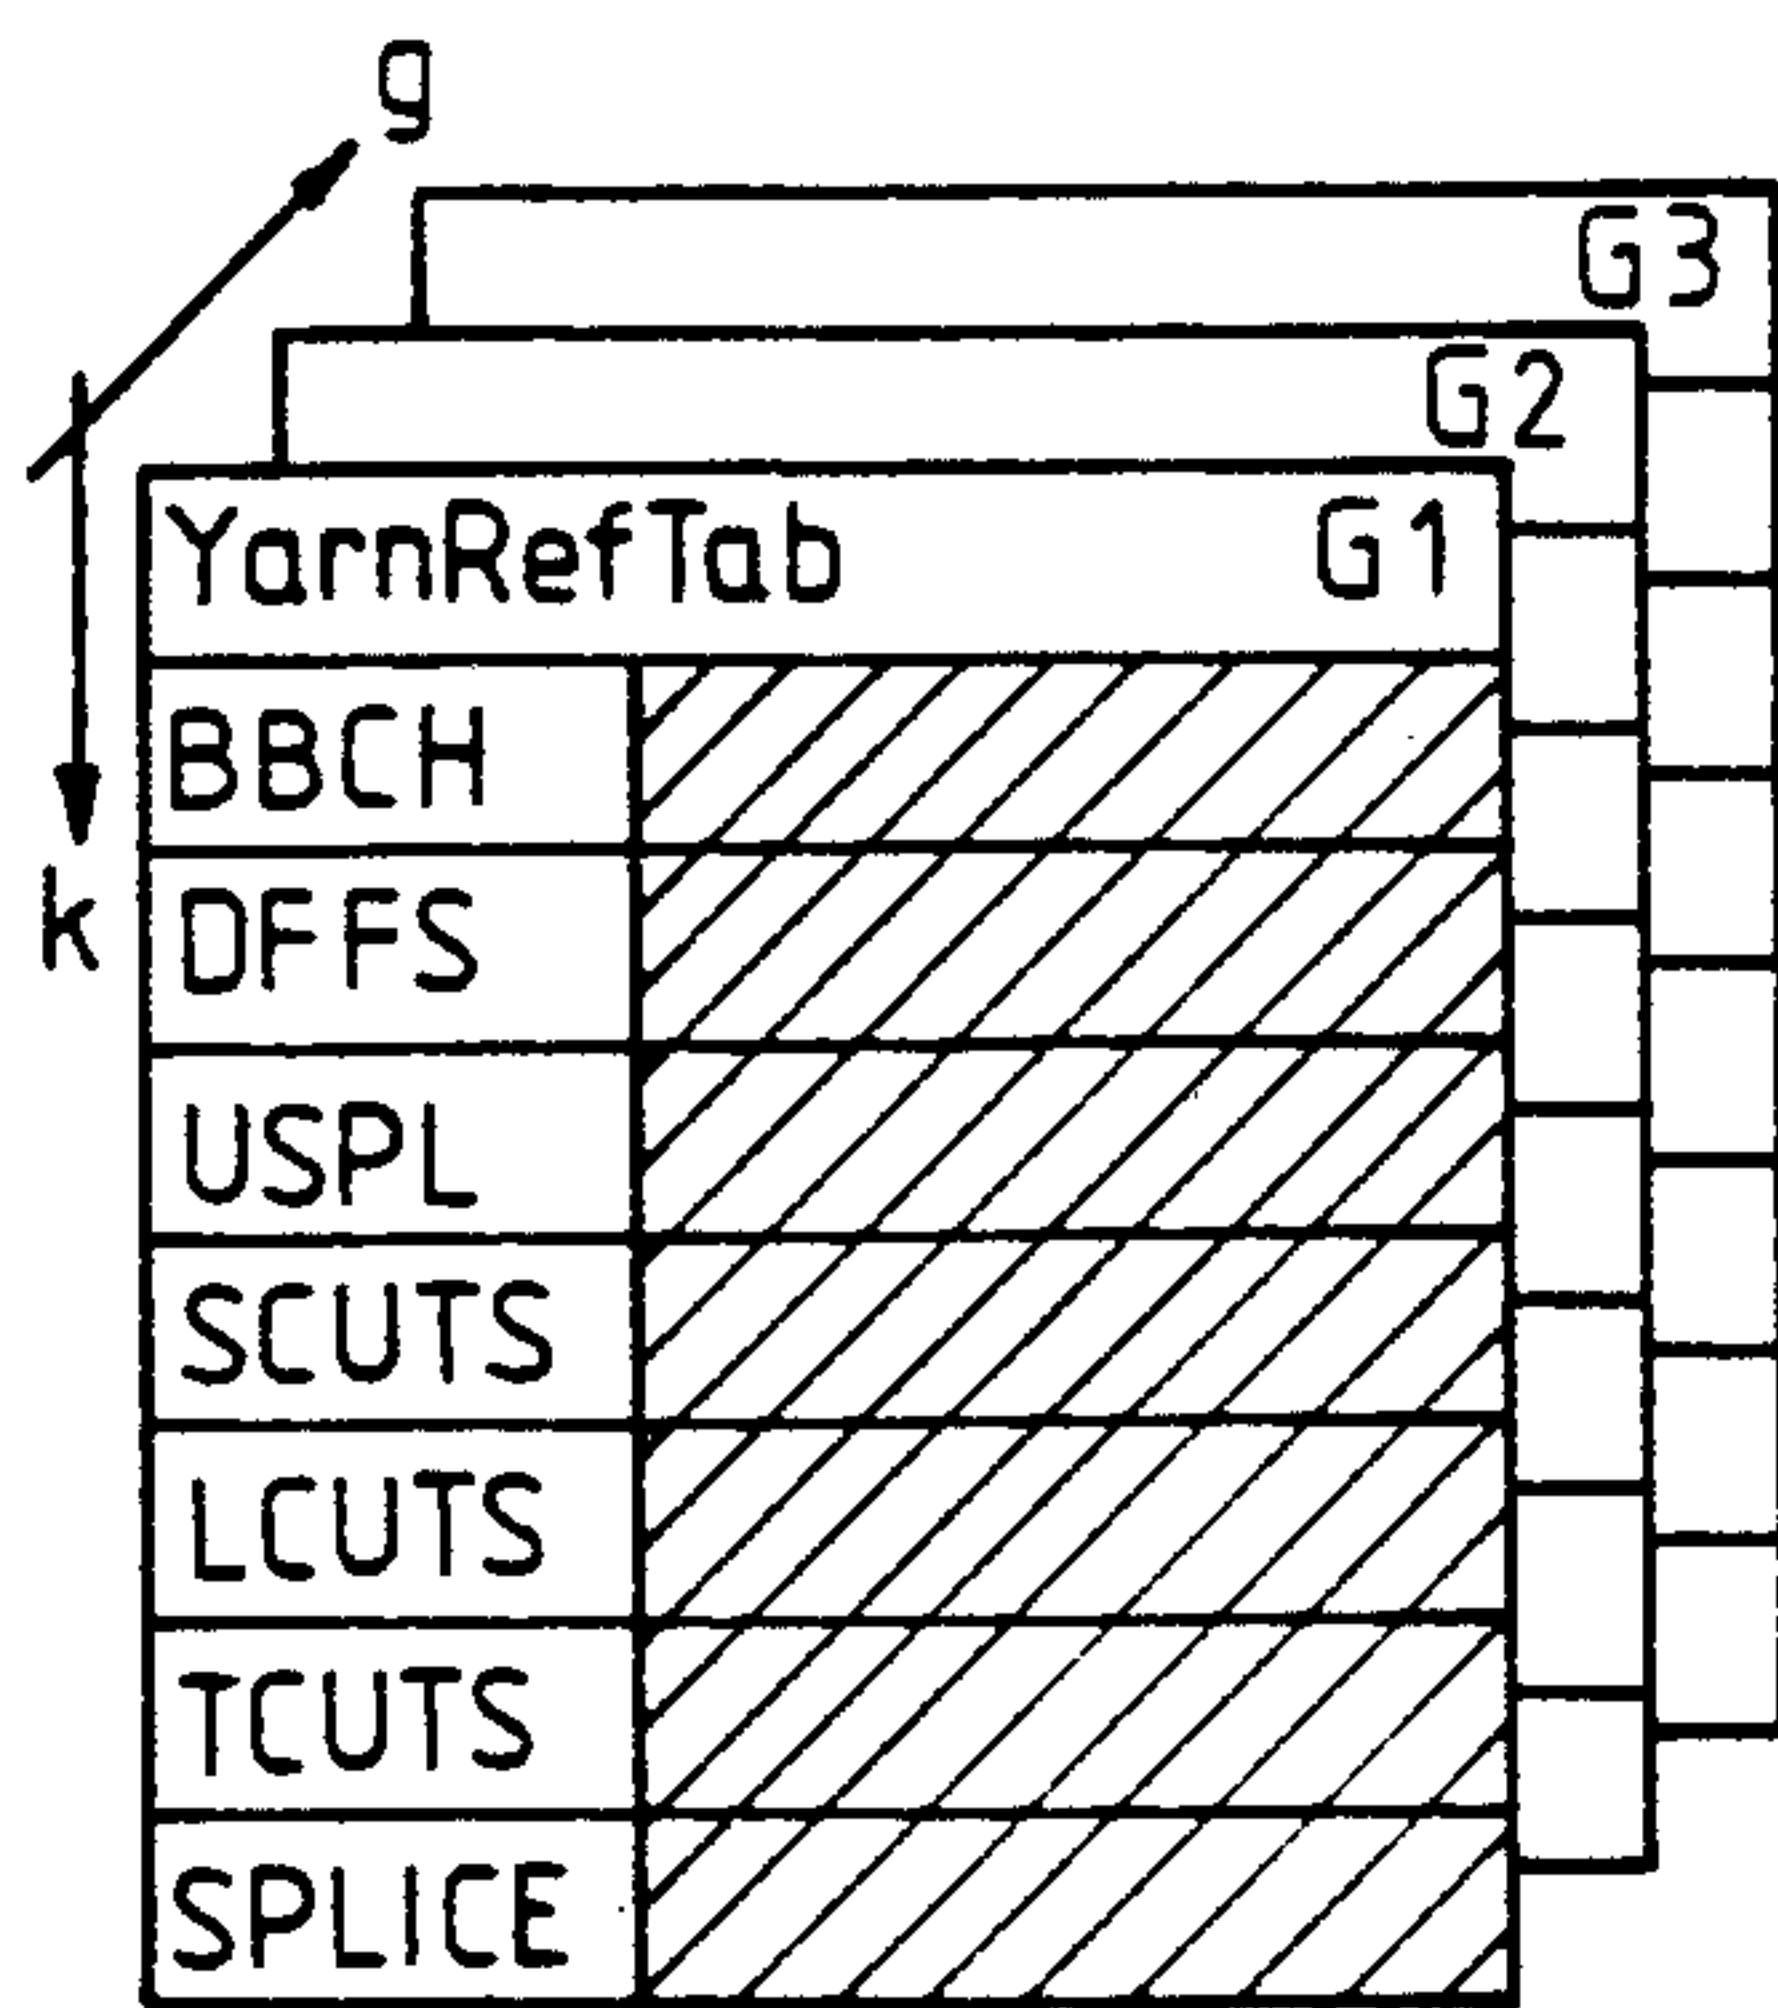 g
G3
G2
YarnRefTab G1
BBCH
k
DFFS
USPL
SCUTS
LCUTS
TCUTS
SPLICE